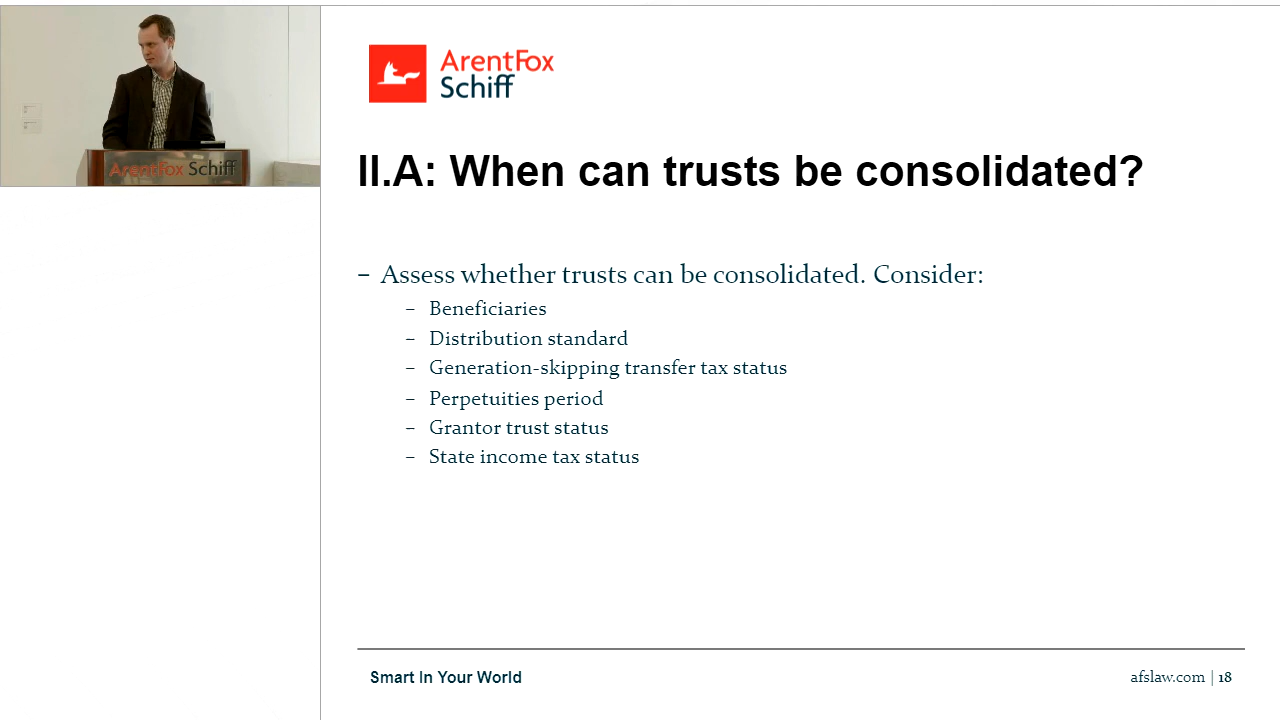 ArentFox Schiff
ArentFox
Schiff
II.A: When can trusts be consolidated?
– Assess whether trusts can be consolidated. Consider:
– Beneficiaries
– Distribution standard
– Generation-skipping transfer tax status
– Perpetuities period
– Grantor trust status
– State income tax status
Smart In Your World
afslaw.com | 18